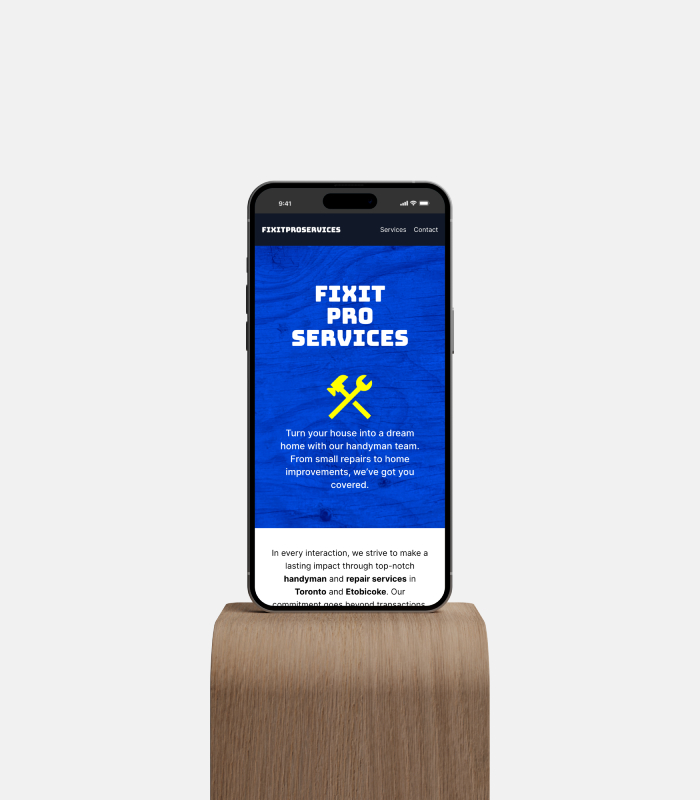 9:41
FIXITPROSERVICES Services Contact
FIXIT
PRO
SERVICES
Turn your house into a dream
home with our handyman team.
From small repairs to home
improvements, we've got you
covered.
In every interaction, we strive to make a
lasting impact through top-notch
handyman and repair services in
Toronto and Etobicoke. Our
commitment goes beyond transactions